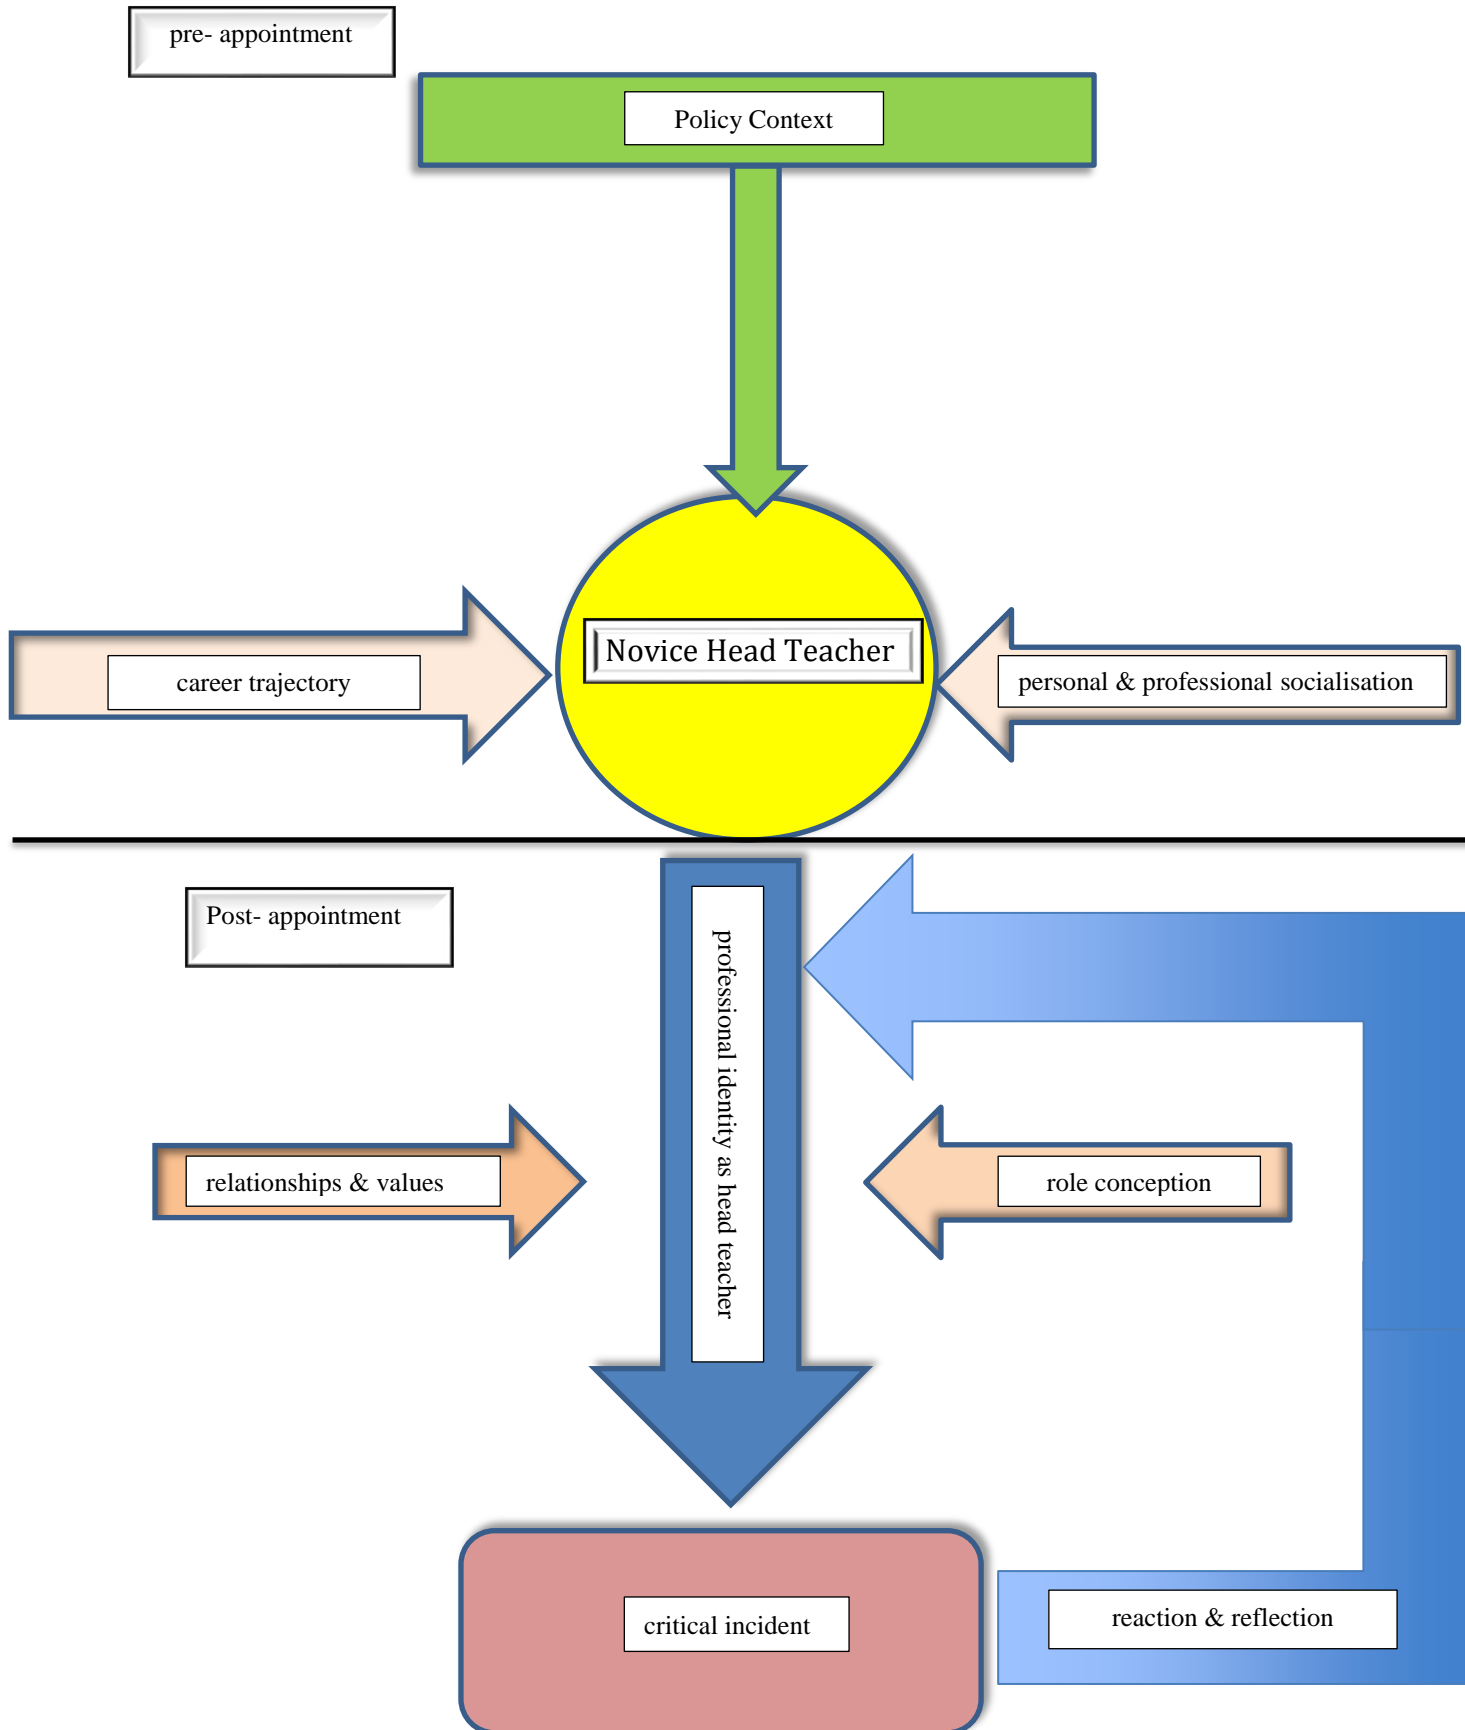 pre- appointment
Policy Context
Novice Head Teacher
career trajectory
personal & professional socialisation
Post- appointment
professional identity as head teacher
relationships & values
role conception
critical incident
reaction & reflection